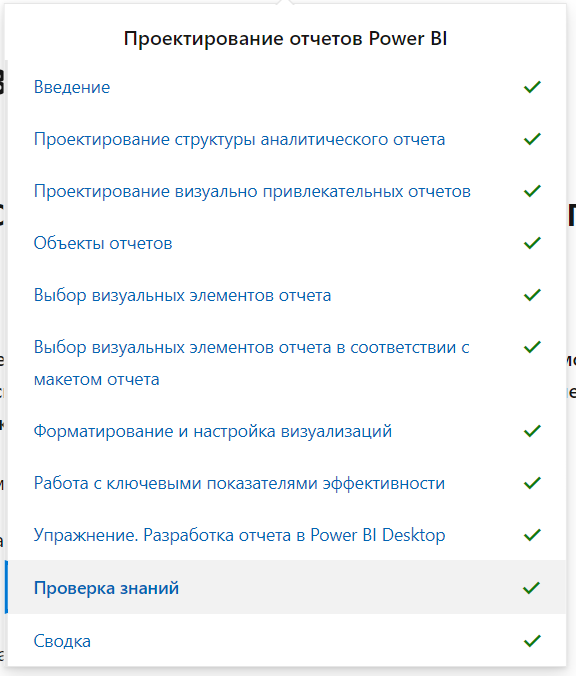 Проектирование отчетов Power BI
Введение
Проектирование структуры аналитического отчета
Проектирование визуально привлекательных отчетов
Объекты отчетов
Выбор визуальных элементов отчета
Выбор визуальных элементов отчета в соответствии с
макетом отчета
Форматирование и настройка визуализаций
Работа с ключевыми показателями эффективности
Упражнение. Разработка отчета в Power BI Desktop
Проверка знаний
Сводка